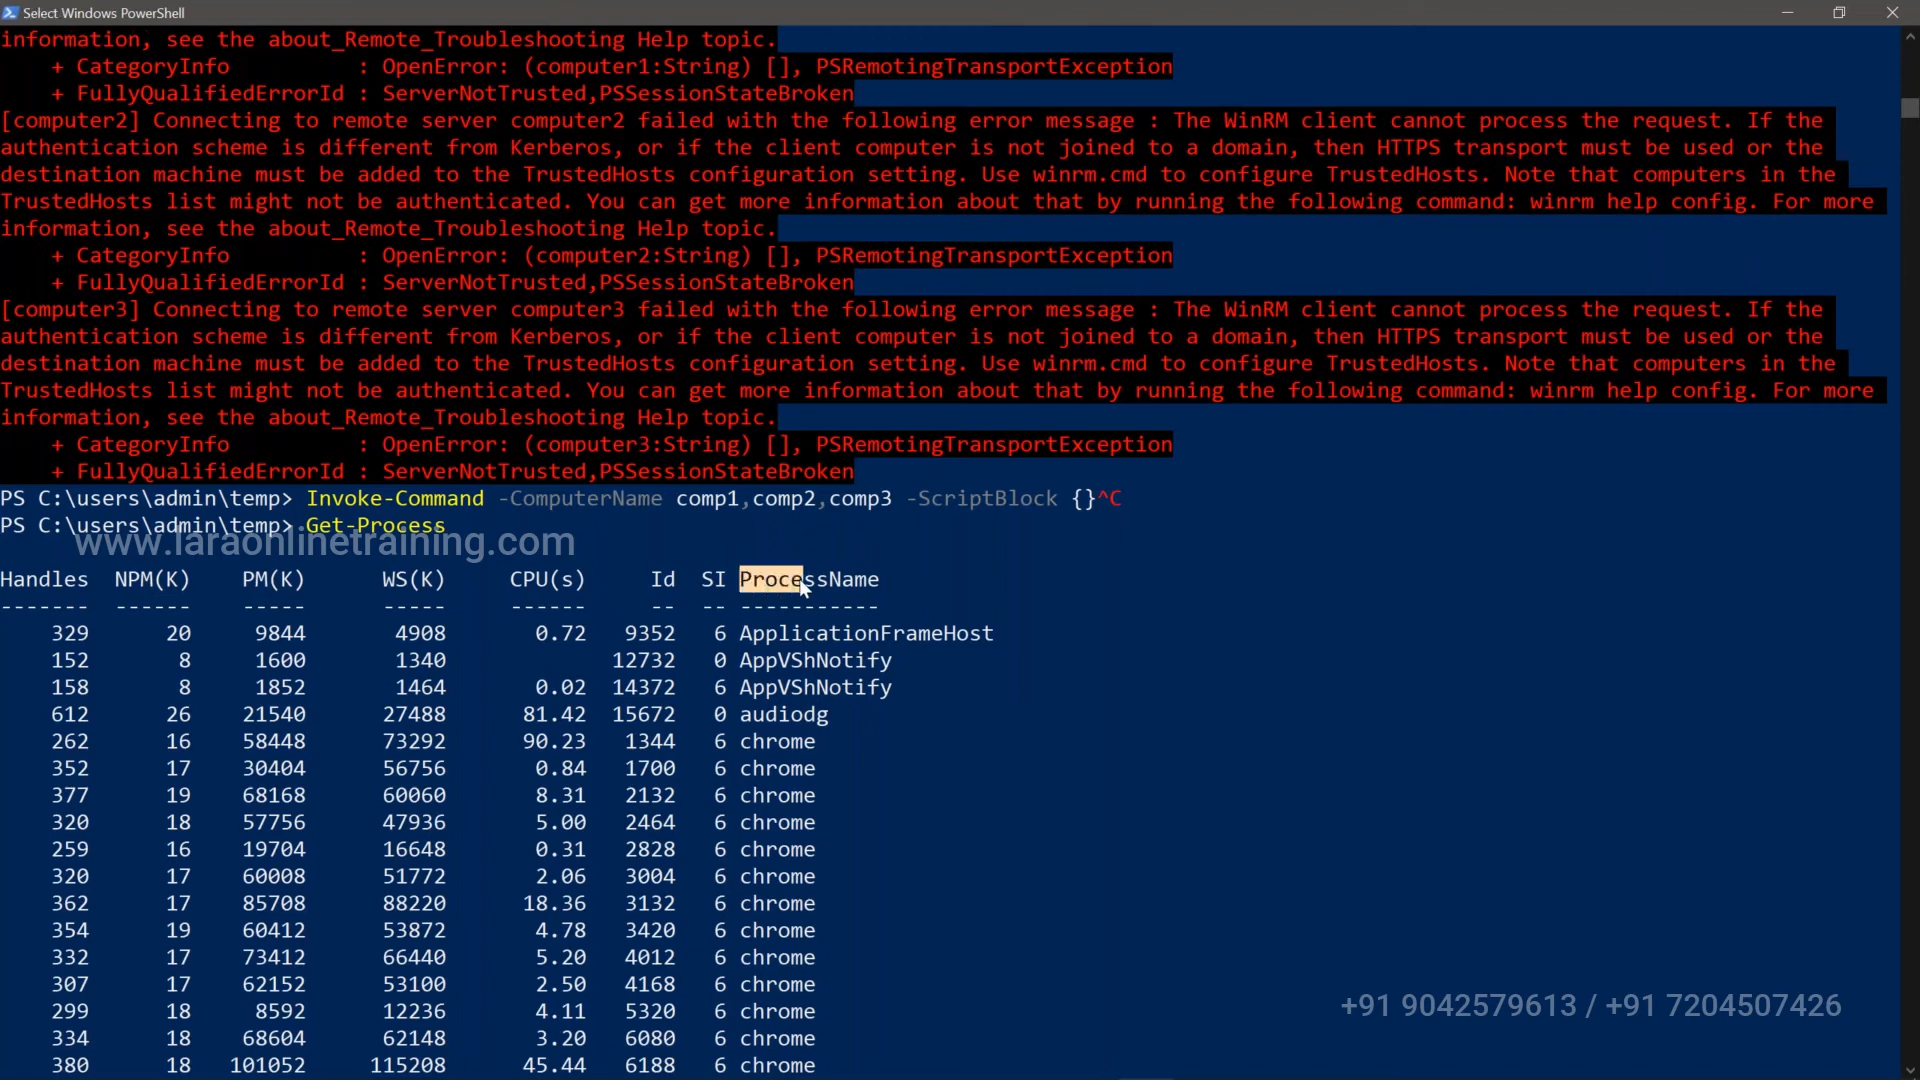 Select Windows PowerShell
information, see the about_Remote_Troubleshooting Help topic.
    + CategoryInfo          : OpenError: (computer1:String) [], PSRemotingTransportException
    + FullyQualifiedErrorId : ServerNotTrusted,PSSessionStateBroken
[computer2] Connecting to remote server computer2 failed with the following error message : The WinRM client cannot process the request. If the
authentication scheme is different from Kerberos, or if the client computer is not joined to a domain, then HTTPS transport must be used or the
destination machine must be added to the TrustedHosts configuration setting. Use winrm.cmd to configure TrustedHosts. Note that computers in the
TrustedHosts list might not be authenticated. You can get more information about that by running the following command: winrm help config. For more
information, see the about_Remote_Troubleshooting Help topic.
    + CategoryInfo          : OpenError: (computer2:String) [], PSRemotingTransportException
    + FullyQualifiedErrorId : ServerNotTrusted,PSSessionStateBroken
[computer3] Connecting to remote server computer3 failed with the following error message : The WinRM client cannot process the request. If the
authentication scheme is different from Kerberos, or if the client computer is not joined to a domain, then HTTPS transport must be used or the
destination machine must be added to the TrustedHosts configuration setting. Use winrm.cmd to configure TrustedHosts. Note that computers in the
TrustedHosts list might not be authenticated. You can get more information about that by running the following command: winrm help config. For more
information, see the about_Remote_Troubleshooting Help topic.
    + CategoryInfo          : OpenError: (computer3:String) [], PSRemotingTransportException
    + FullyQualifiedErrorId : ServerNotTrusted,PSSessionStateBroken
PS C:\users\admin\temp> Invoke-Command -ComputerName comp1,comp2,comp3 -ScriptBlock {}^C
PS C:\users\admin\temp> Get-Process
www.laraonlinetraining.com
Handles  NPM(K)    PM(K)      WS(K)     CPU(s)     Id  SI ProcessName
-------  ------    -----      -----     ------     --  -- -----------
    329      20     9844       4908       0.72   9352   6 ApplicationFrameHost
    152       8     1600       1340             12732   0 AppVShNotify
    158       8     1852       1464       0.02  14372   6 AppVShNotify
    612      26    21540      27488      81.42  15672   0 audiodg
    262      16    58448      73292      90.23   1344   6 chrome
    352      17    30404      56756       0.84   1700   6 chrome
    377      19    68168      60060       8.31   2132   6 chrome
    320      18    57756      47936       5.00   2464   6 chrome
    259      16    19704      16648       0.31   2828   6 chrome
    320      17    60008      51772       2.06   3004   6 chrome
    362      17    85708      88220      18.36   3132   6 chrome
    354      19    60412      53872       4.78   3420   6 chrome
    332      17    73412      66440       5.20   4012   6 chrome
    307      17    62152      53100       2.50   4168   6 chrome
    299      18     8592      12236       4.11   5320   6 chrome
+91 9042579613 / +91 7204507426
    334      18    68604      62148       3.20   6080   6 chrome
    380      18   101052     115208      45.44   6188   6 chrome